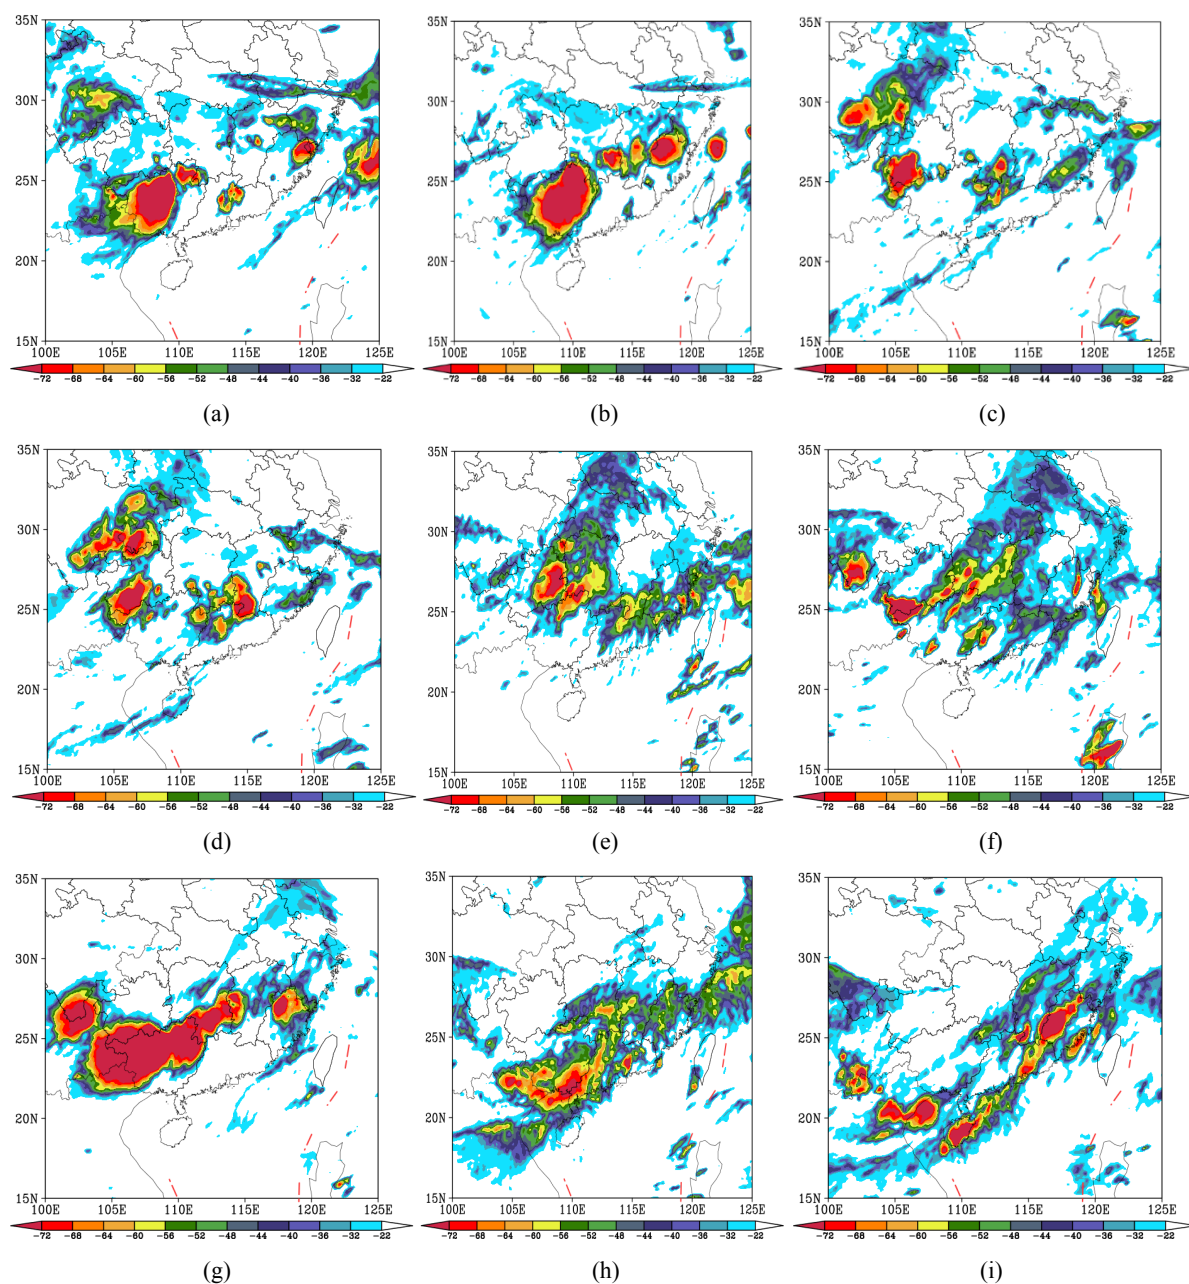 35N 35N 35N
30N 30N 30N
25N 25N 25N
20N 20N 20N
15N 15N 15N
100E 105E 110E 115E 120E 125E 100E 105E 110E 115E 120E 125E 100E 105E 110E 115E 120E 125E
-72 -68 -64 -60 -56 -52 -48 -44 -40 -36 -32 -22 -72 -68 -64 -60 -56 -52 -48 -44 -40 -36 -32 -22 -72 -68 -64 -60 -56 -52 -48 -44 -40 -36 -32 -22
(a) (b) (c)
35N 35N 35N
30N 30N 30N
25N 25N 25N
20N 20N 20N
15N 15N 15N
100E 105E 110E 115E 120E 125E 100E 105E 110E 115E 120E 125E 100E 105E 110E 115E 120E 125E
-72 -68 -64 -60 -56 -52 -48 -44 -40 -36 -32 -22 -72 -68 -64 -60 -56 -52 -48 -44 -40 -36 -32 -22 -72 -68 -64 -60 -56 -52 -48 -44 -40 -36 -32 -22
(d) (e) (f)
35N 35N 35N
30N 30N 30N
25N 25N 25N
20N 20N 20N
15N 15N 15N
100E 105E 110E 115E 120E 125E 100E 105E 110E 115E 120E 125E 100E 105E 110E 115E 120E 125E
-72 -68 -64 -60 -56 -52 -48 -44 -40 -36 -32 -22 -72 -68 -64 -60 -56 -52 -48 -44 -40 -36 -32 -22 -72 -68 -64 -60 -56 -52 -48 -44 -40 -36 -32 -22
(g) (h) (i)